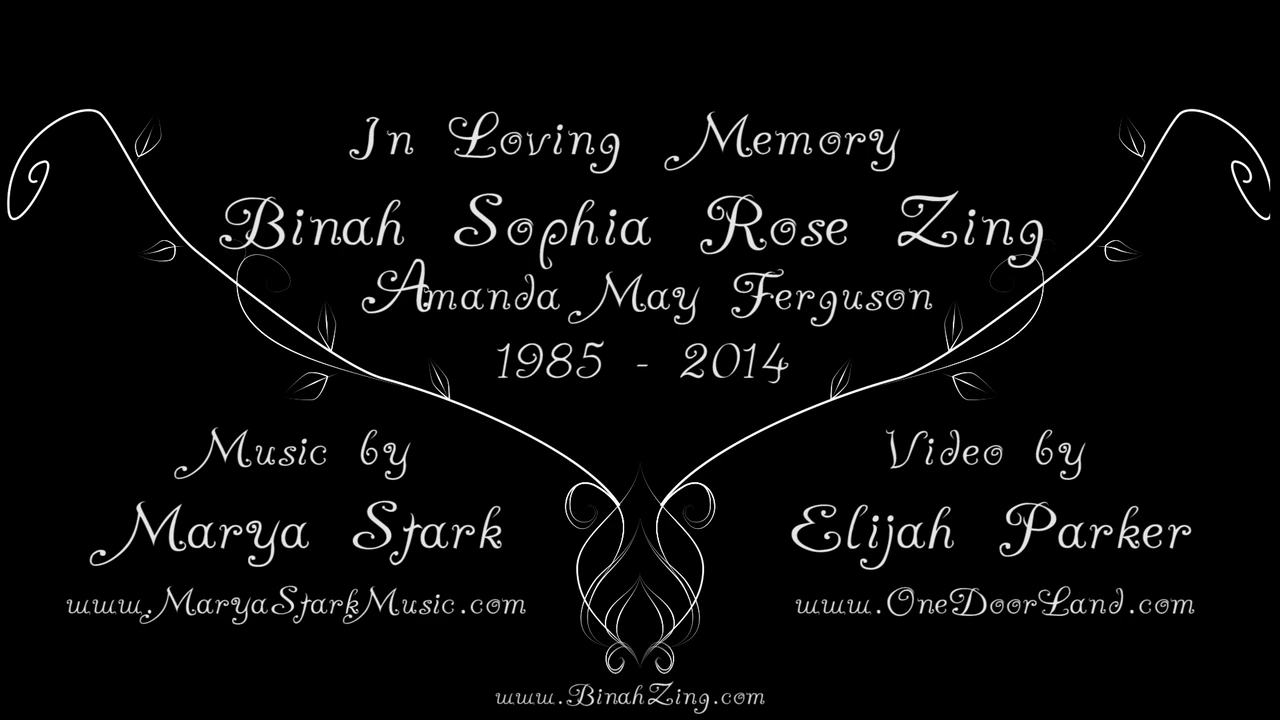 In Loving Memory
Binah Sophia Rose Zing
Amanda May Ferguson
1985 - 2014
Music by
Marya Stark
www.MaryaStarkMusic.com
Video by
Elijah Parker
www.OneDoorLand.com
www.BinahZing.com